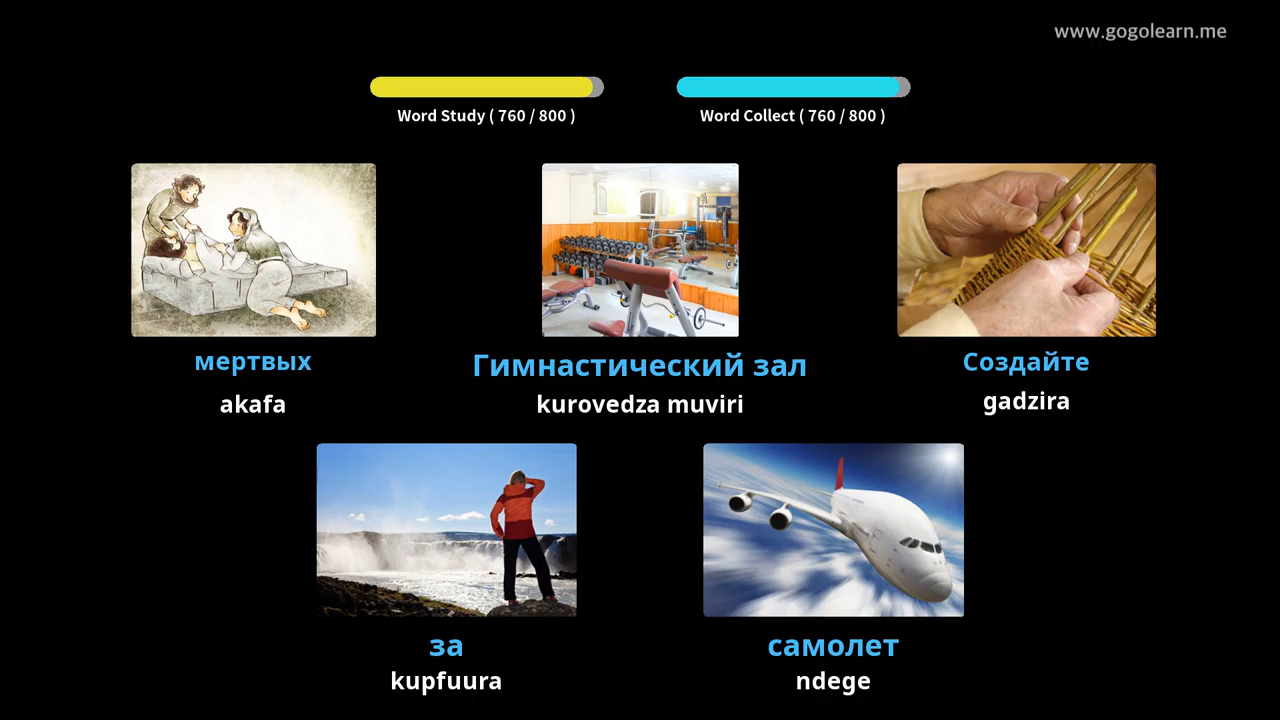 www.gogolearn.me
Word Study ( 760 / 800 )
Word Collect ( 760 / 800 )
мертвых
akafa
Гимнастический зал
kurovedza muviri
Создайте
gadzira
за
kupfuura
самолет
ndege